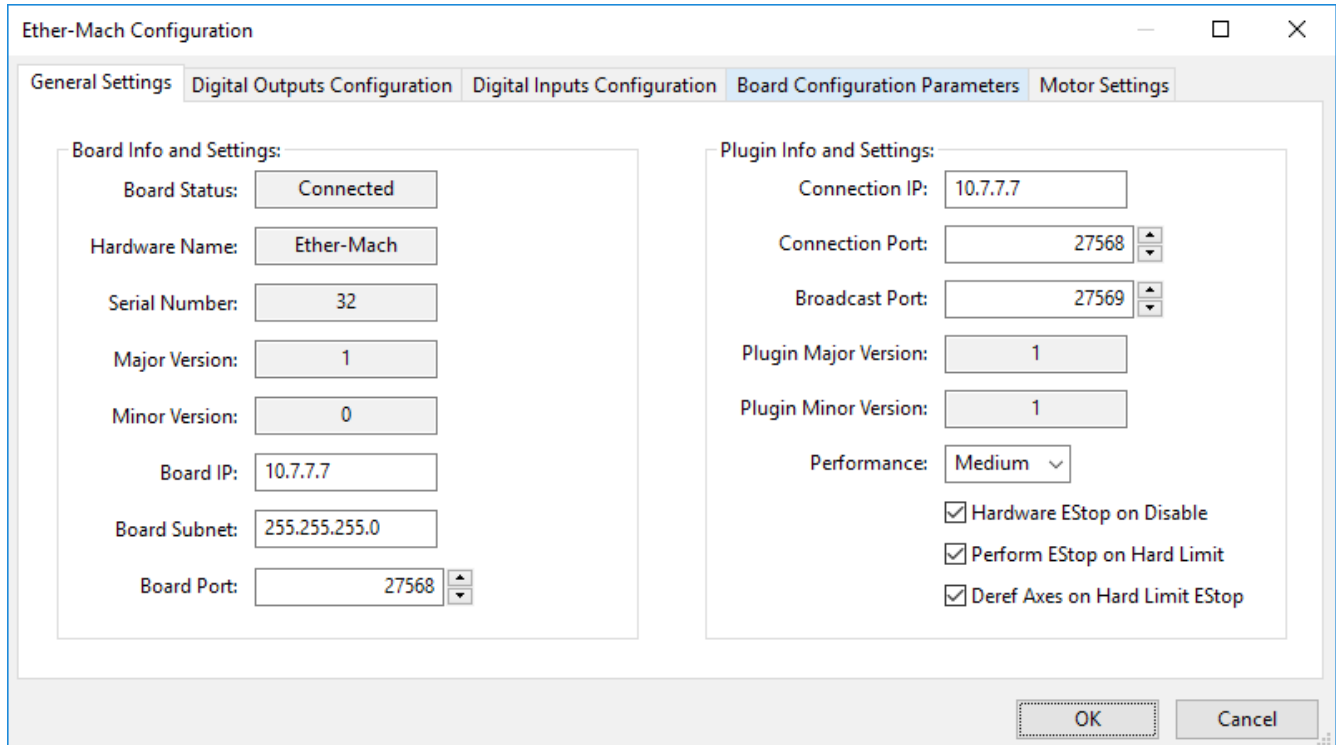 Ether-Mach Configuration
General Settings Digital Outputs Configuration Digital Inputs Configuration Board Configuration Parameters Motor Settings
Board Info and Settings:
Board Status: Connected
Hardware Name: Ether-Mach
Serial Number: 32
Major Version: 1
Minor Version: 0
Board IP: 10.7.7.7
Board Subnet: 255.255.255.0
Board Port: 27568
Plugin Info and Settings:
Connection IP: 10.7.7.7
Connection Port: 27568
Broadcast Port: 27569
Plugin Major Version: 1
Plugin Minor Version: 1
Performance: Medium
Hardware EStop on Disable
Perform EStop on Hard Limit
Deref Axes on Hard Limit EStop
OK Cancel